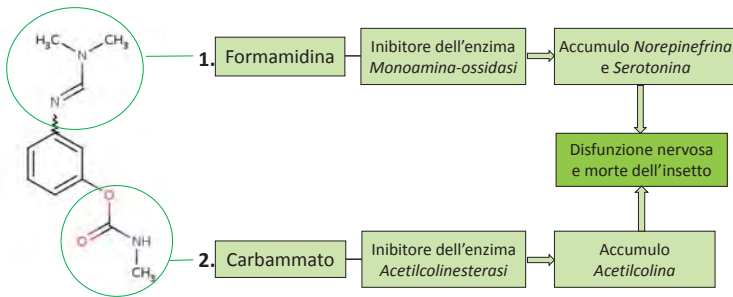 H₃C
CH₃
N
N
O
O
NH
CH₃
1. Formamidina
Inibitore dell'enzima
Monoamina-ossidasi
Accumulo Norepinefrina
e Serotonina
Disfunzione nervosa
e morte dell'insetto
2. Carbammato
Inibitore dell'enzima
Acetilcolinesterasi
Accumulo
Acetilcolina